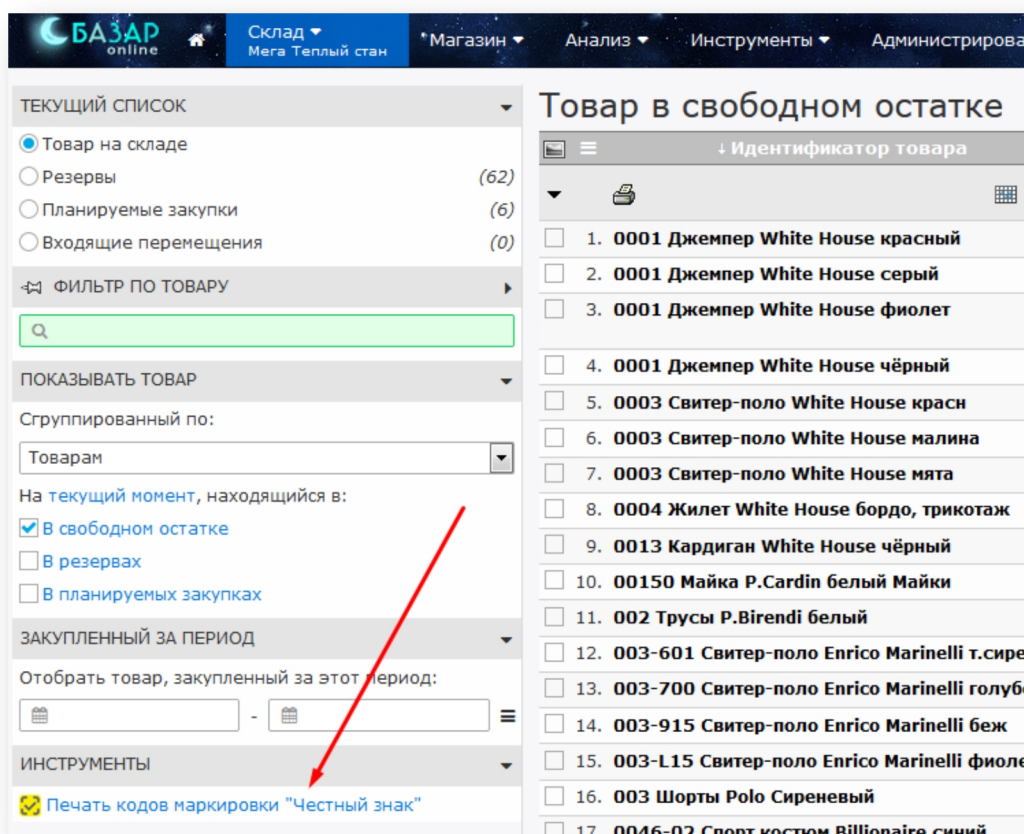 БАЗАР
online
Склад
Мега Теплый стан
Магазин
Анализ
Инструменты
Администрирова
ТЕКУЩИЙ СПИСОК
Товар на складе
Резервы (62)
Планируемые закупки (6)
Входящие перемещения (0)
ФИЛЬТР ПО ТОВАРУ
ПОКАЗЫВАТЬ ТОВАР
Сгруппированный по:
Товарам
На текущий момент, находящийся в:
В свободном остатке
В резервах
В планируемых закупках
ЗАКУПЛЕННЫЙ ЗА ПЕРИОД
Отобрать товар, закупленный за этот период:
-
ИНСТРУМЕНТЫ
Печать кодов маркировки "Честный знак"
Товар в свободном остатке
↓ Идентификатор товара
1. 0001 Джемпер White House красный
2. 0001 Джемпер White House серый
3. 0001 Джемпер White House фиолет
4. 0001 Джемпер White House чёрный
5. 0003 Свитер-поло White House красн
6. 0003 Свитер-поло White House малина
7. 0003 Свитер-поло White House мята
8. 0004 Жилет White House бордо, трикотаж
9. 0013 Кардиган White House чёрный
10. 00150 Майка P.Cardin белый Майки
11. 002 Трусы P.Birendi белый
12. 003-601 Свитер-поло Enrico Marinelli т.сире
13. 003-700 Свитер-поло Enrico Marinelli голуб
14. 003-915 Свитер-поло Enrico Marinelli беж
15. 003-L15 Свитер-поло Enrico Marinelli фиоле
16. 003 Шорты Polo Сиреневый
17. 0046-02 Спорт костюм Billionaire синий